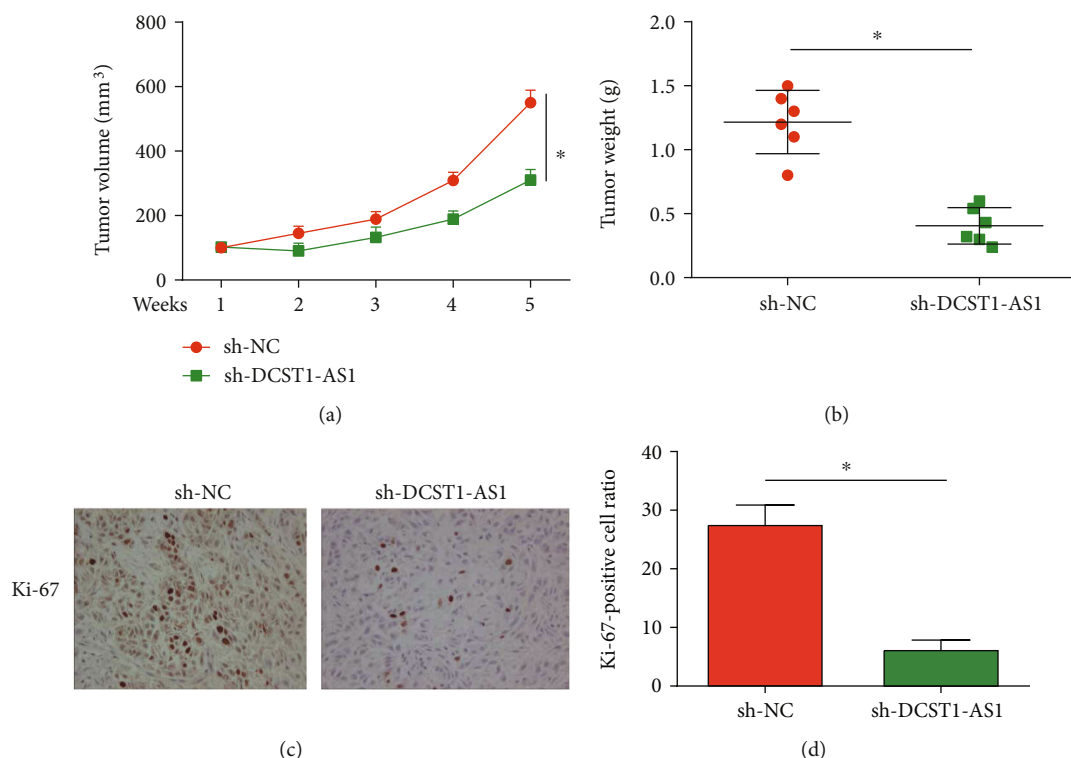 800
600
400
200
0
Tumor volume (mm³)
Weeks 1 2 3 4 5
*
sh-NC
sh-DCST1-AS1
(a)
2.0
1.5
1.0
0.5
0.0
Tumor weight (g)
*
sh-NC sh-DCST1-AS1
(b)
sh-NC sh-DCST1-AS1
Ki-67
(c)
40
30
20
10
0
Ki-67-positive cell ratio
*
sh-NC sh-DCST1-AS1
(d)